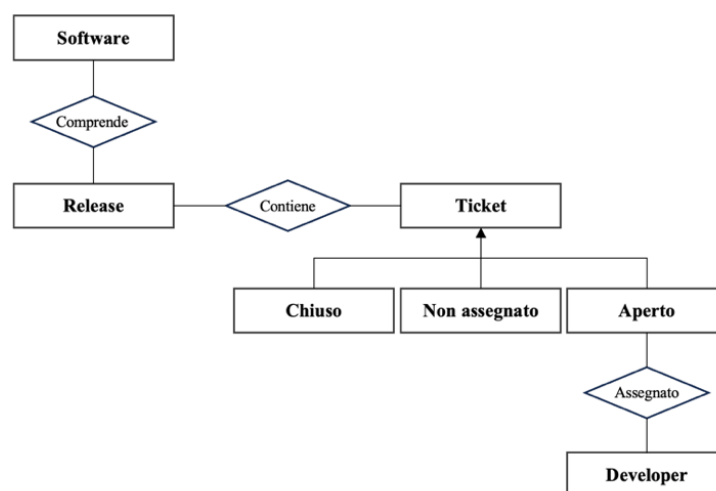 Software
Comprende
Release
Contiene
Ticket
Chiuso
Non assegnato
Aperto
Assegnato
Developer